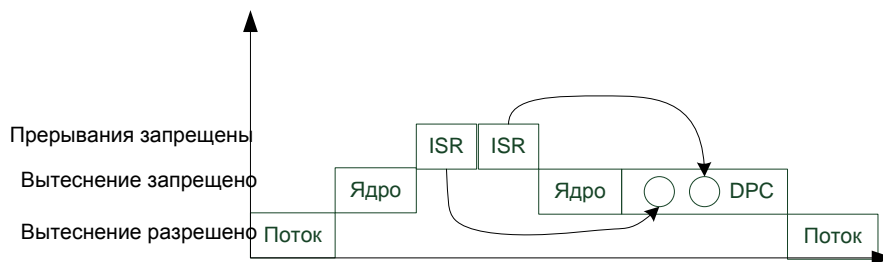 Прерывания запрещены
ISR
ISR
Вытеснение запрещено
Ядро
Ядро
DPC
Вытеснение разрешено
Поток
Поток